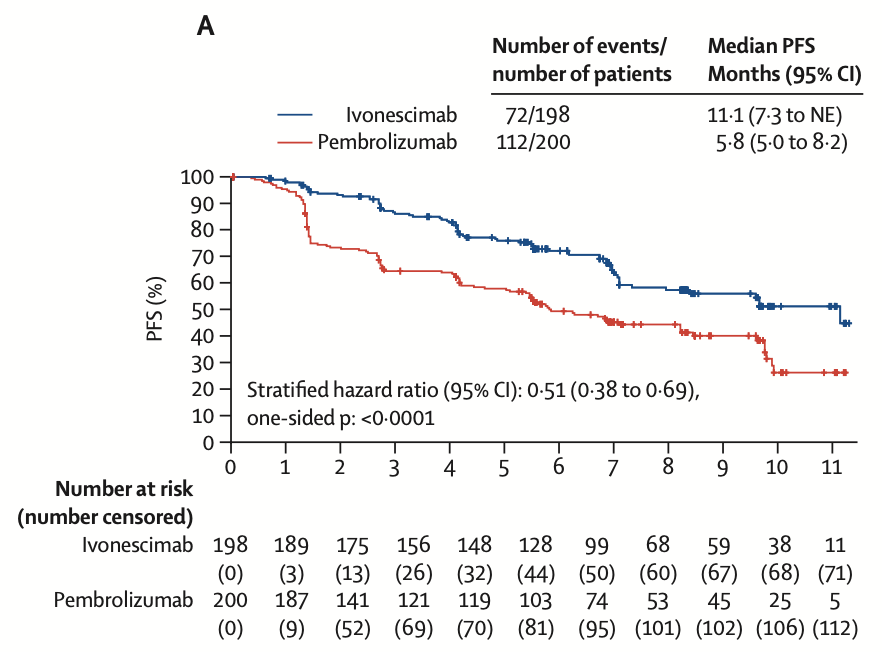 A
Number of events/ number of patients
Median PFS Months (95% CI)
Ivonescimab 72/198 11·1 (7·3 to NE)
Pembrolizumab 112/200 5·8 (5·0 to 8·2)
100
90
80
70
60
50
40
30
20
10
0
PFS (%)
Stratified hazard ratio (95% CI): 0·51 (0·38 to 0·69),
one-sided p: <0·0001
0 1 2 3 4 5 6 7 8 9 10 11
Number at risk
(number censored)
Ivonescimab 198 189 175 156 148 128 99 68 59 38 11
(0) (3) (13) (26) (32) (44) (50) (60) (67) (68) (71)
Pembrolizumab 200 187 141 121 119 103 74 53 45 25 5
(0) (9) (52) (69) (70) (81) (95) (101) (102) (106) (112)